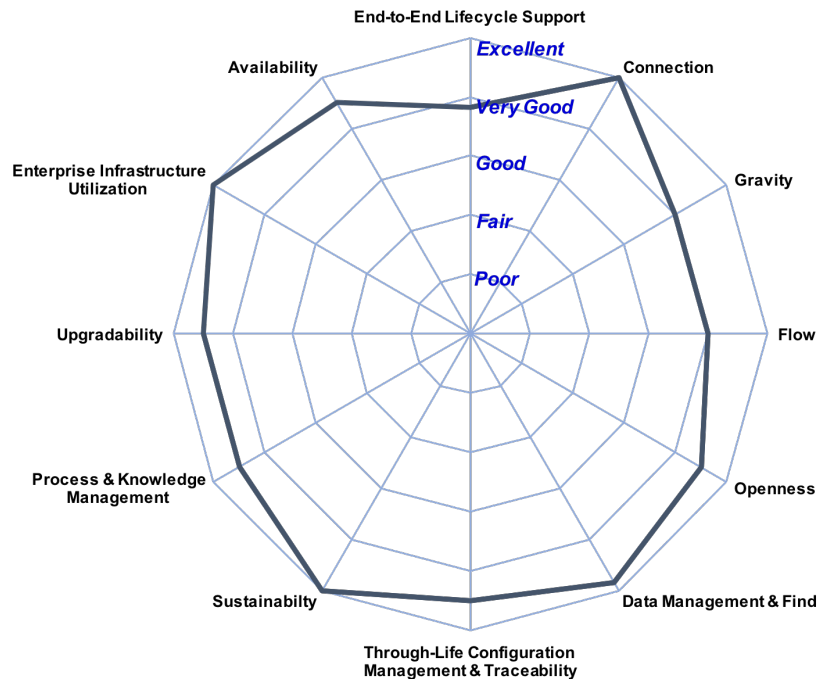 End-to-End Lifecycle Support
Excellent
Availability
Connection
Very Good
Enterprise Infrastructure
Utilization
Good
Gravity
Fair
Poor
Upgradability
Flow
Process & Knowledge
Management
Openness
Sustainabilty
Data Management & Find
Through-Life Configuration
Management & Traceability